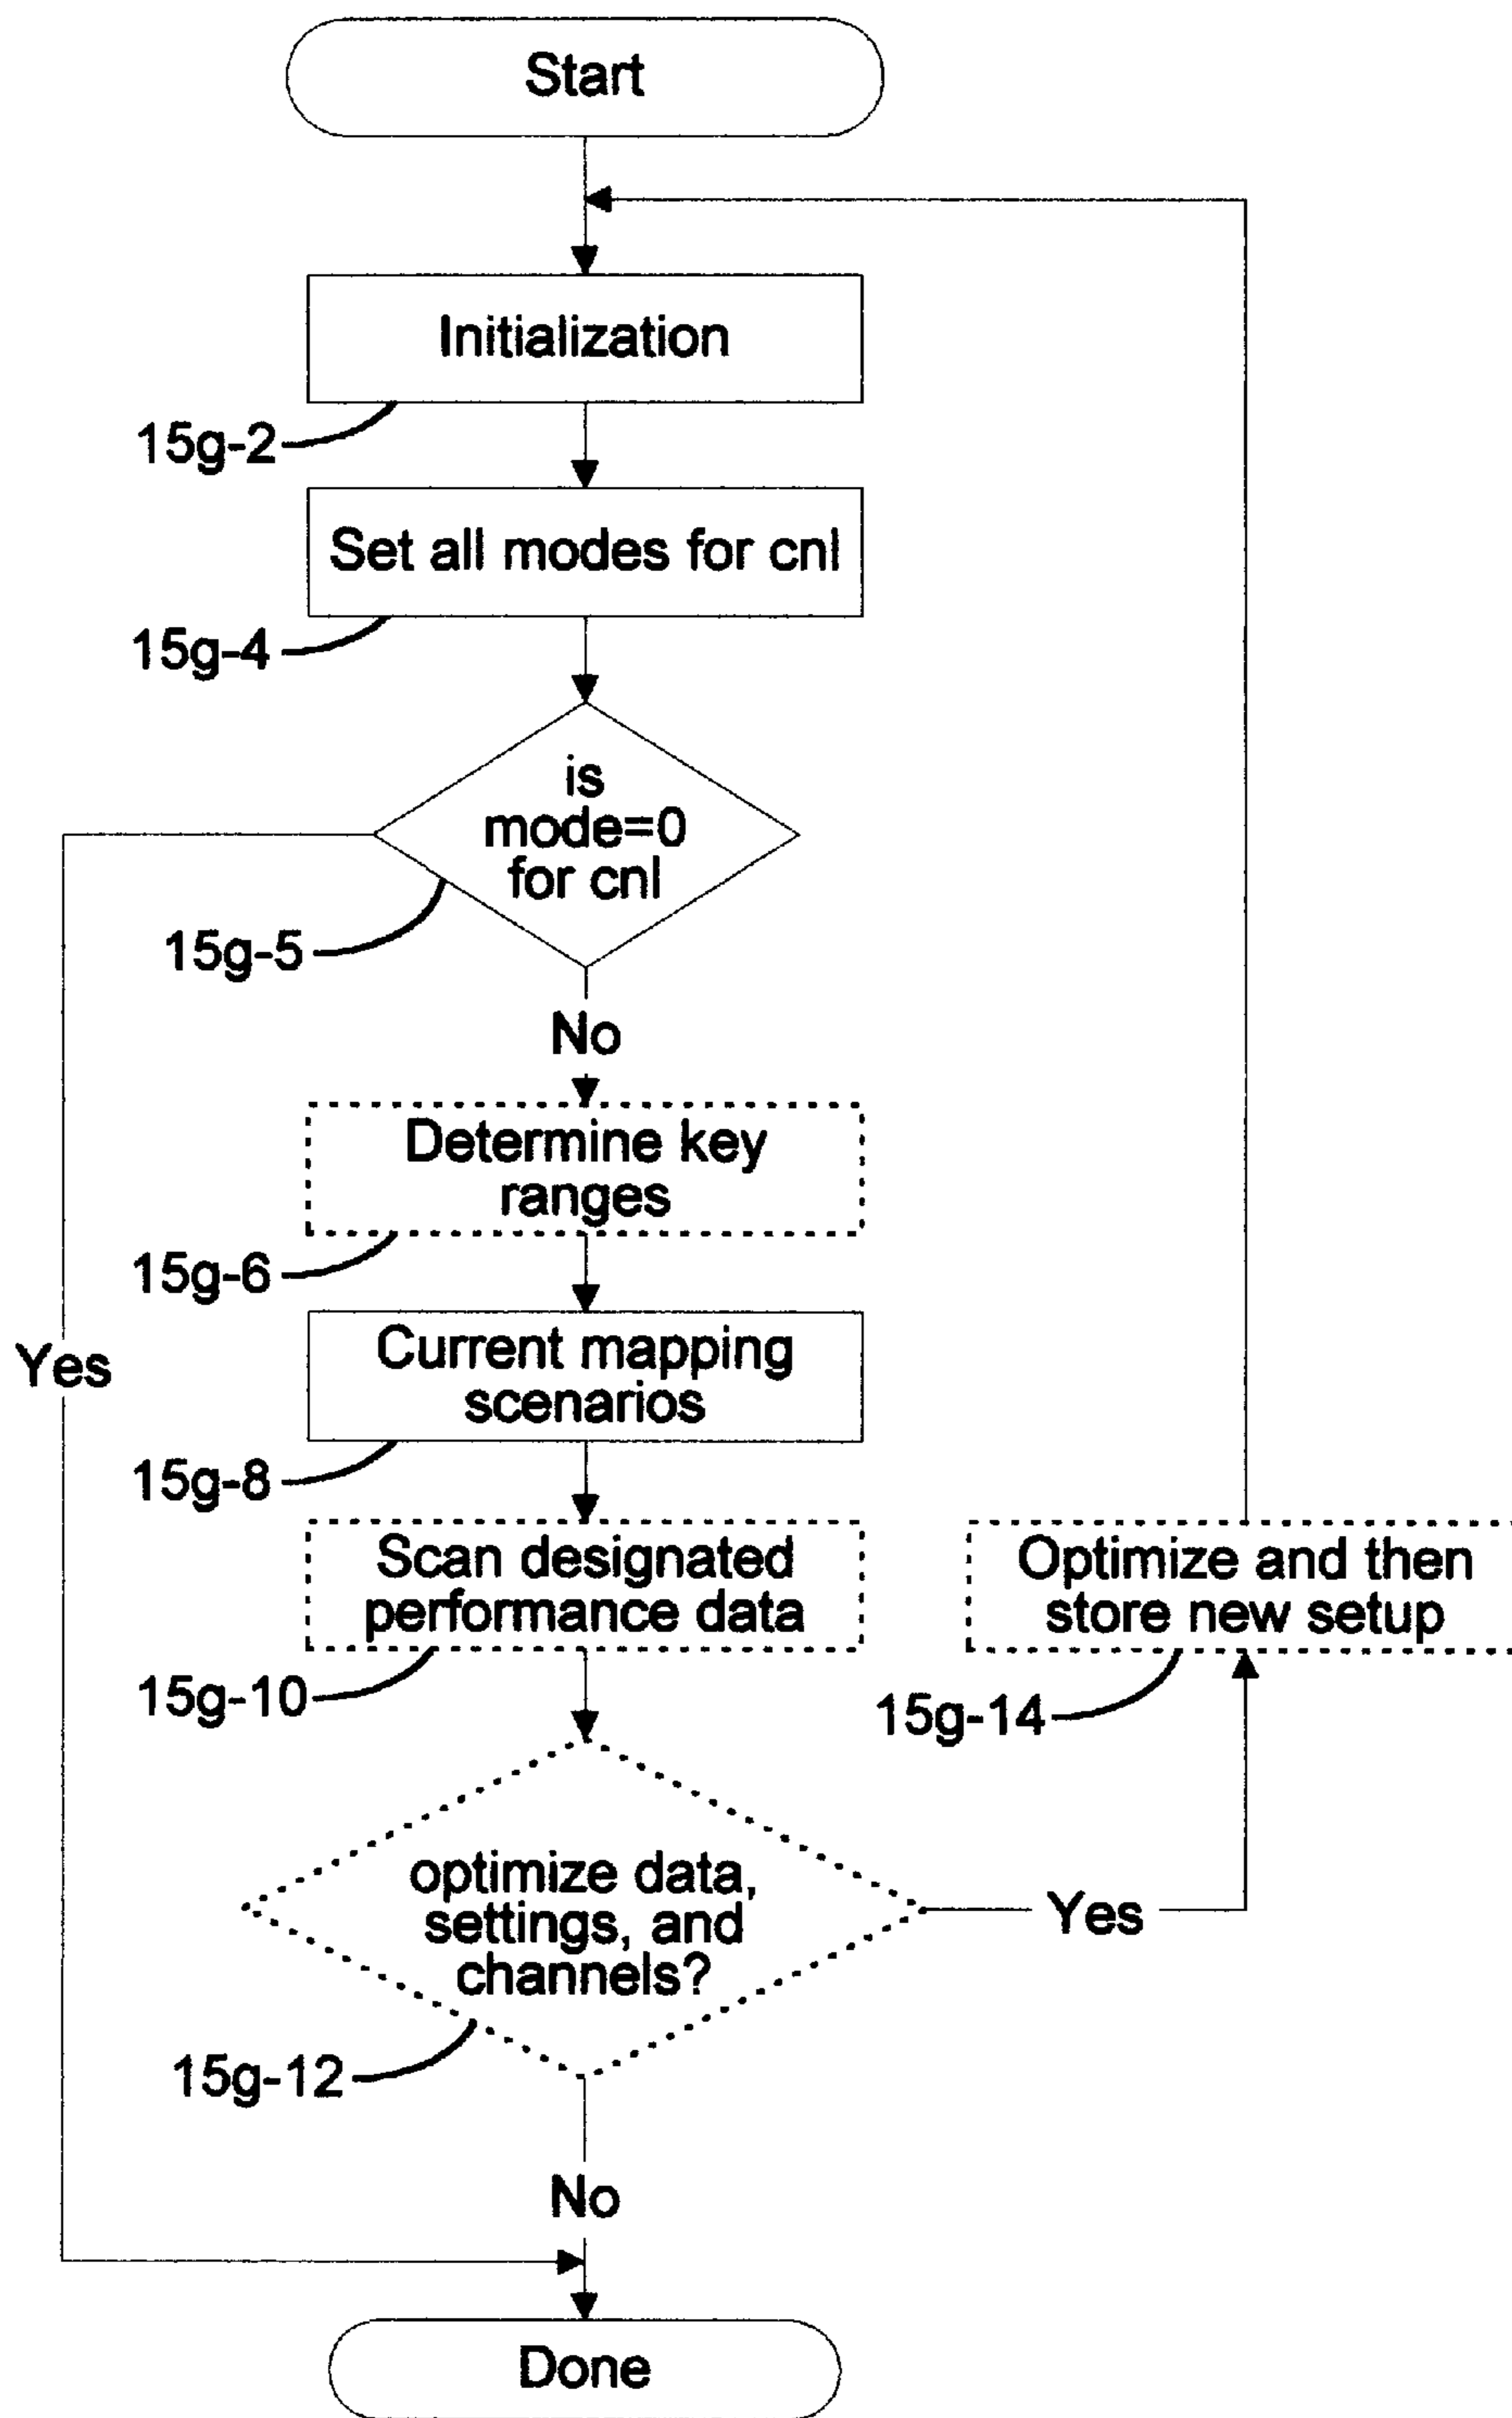 Start
Initialization
15g-2
Set all modes for cnl
15g-4
is
mode=0
for cnl
15g-5
No
Determine key
ranges
15g-6
Yes
Current mapping
scenarios
15g-8
Scan designated
performance data
15g-10
Optimize and then
store new setup
15g-14
optimize data,
settings, and
channels?
Yes
15g-12
No
Done